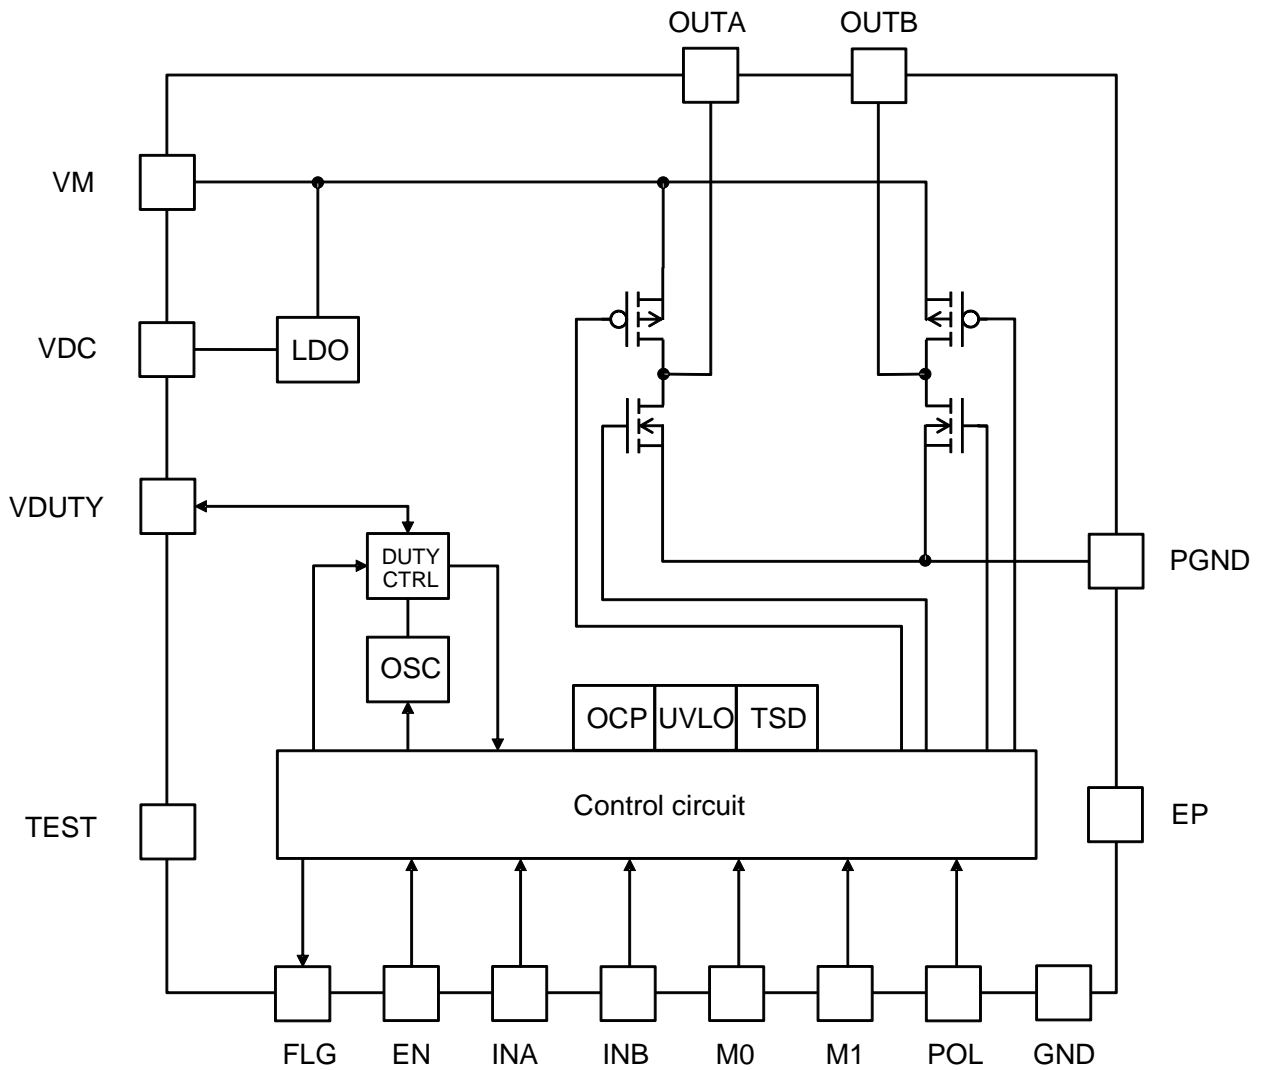 OUTA
OUTB
VM
VDC
LDO
VDUTY
DUTY
CTRL
PGND
OSC
OCP
UVLO
TSD
Control circuit
TEST
EP
FLG
EN
INA
INB
M0
M1
POL
GND